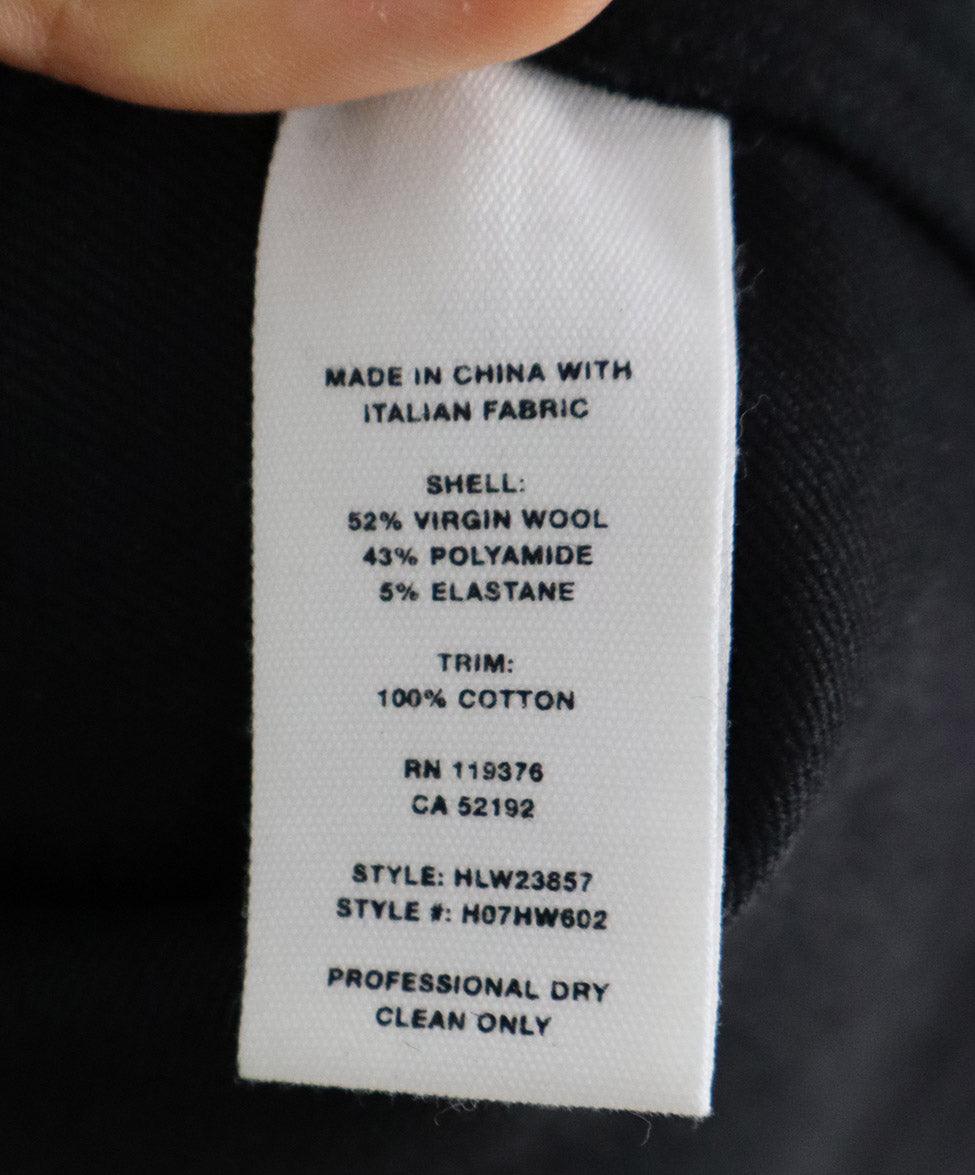 MADE IN CHINA WITH
ITALIAN FABRIC
SHELL:
52% VIRGIN WOOL
43% POLYAMIDE
5% ELASTANE
TRIM:
100% COTTON
RN 119376
CA 52192
STYLE: HLW23857
STYLE #: H07HW602
PROFESSIONAL DRY
CLEAN ONLY